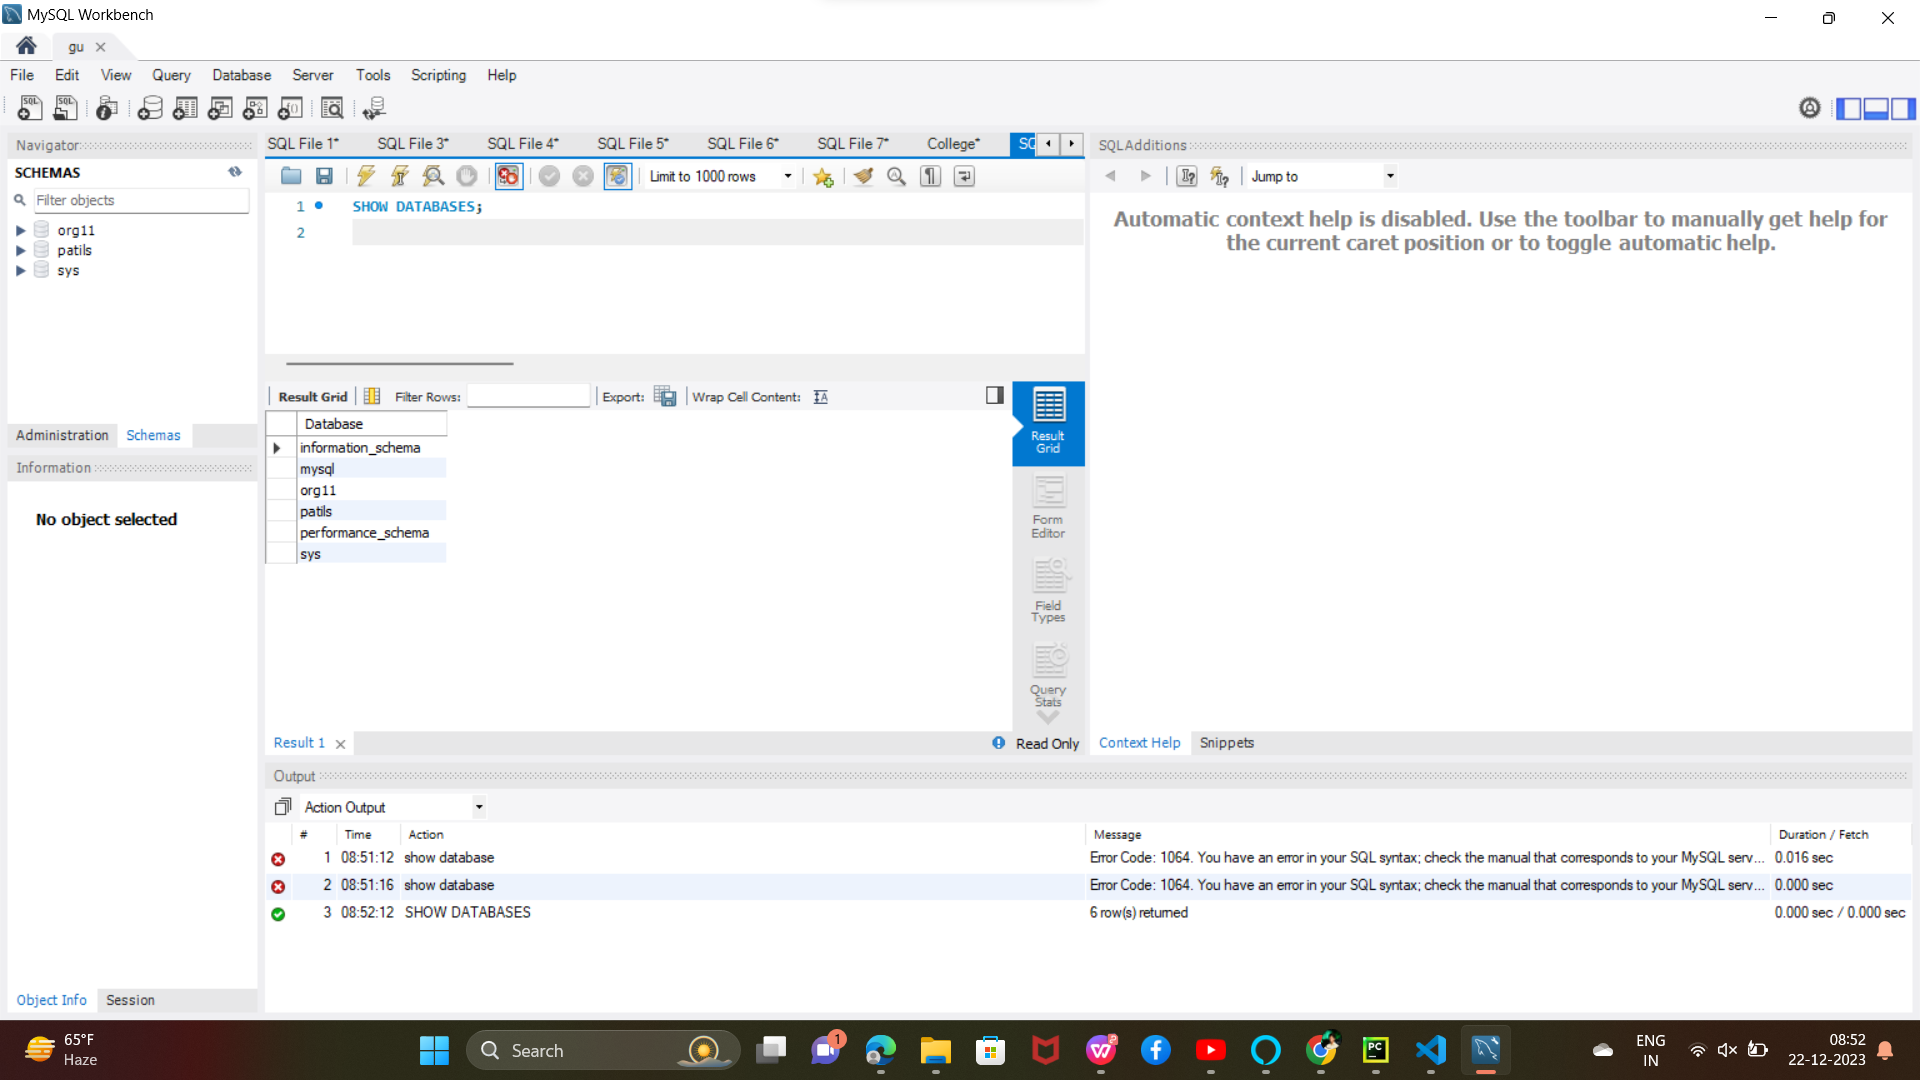 MySQL Workbench
gu
File Edit View Query Database Server Tools Scripting Help
Navigator
SCHEMAS
Filter objects
org11
patils
sys
Administration Schemas
Information
No object selected
Object Info Session
SQL File 1* SQL File 3* SQL File 4* SQL File 5* SQL File 6* SQL File 7* College* SQ
Limit to 1000 rows
1 SHOW DATABASES;
2
Result Grid Filter Rows: Export: Wrap Cell Content:
Database
information_schema
mysql
org11
patils
performance_schema
sys
Result
Grid
Form
Editor
Field
Types
Query
Stats
Result 1 Read Only
SQLAdditions
Jump to
Automatic context help is disabled. Use the toolbar to manually get help for
the current caret position or to toggle automatic help.
Context Help Snippets
Output
Action Output
# Time Action Message Duration / Fetch
1 08:51:12 show database Error Code: 1064. You have an error in your SQL syntax; check the manual that corresponds to your MySQL serv... 0.016 sec
2 08:51:16 show database Error Code: 1064. You have an error in your SQL syntax; check the manual that corresponds to your MySQL serv... 0.000 sec
3 08:52:12 SHOW DATABASES 6 row(s) returned 0.000 sec / 0.000 sec
65°F
Haze
Search
1
PC
ENG
IN
08:52
22-12-2023